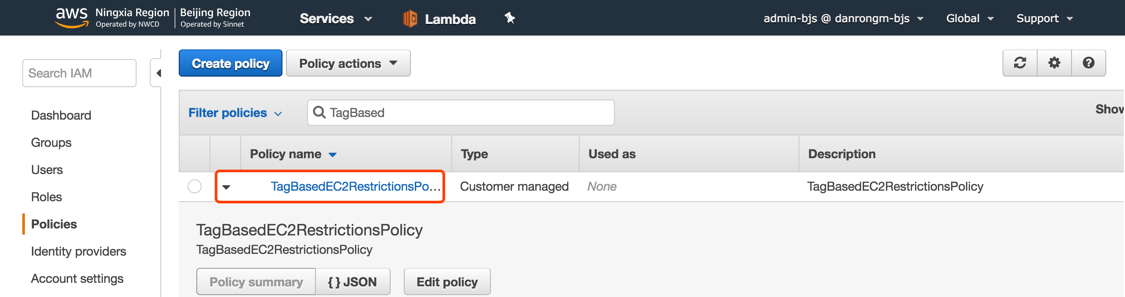 aws Ningxia Region Operated by NWCD Beijing Region Operated by Sinnet Services Lambda admin-bjs @ danrongm-bjs Global Support
Search IAM
Dashboard
Groups
Users
Roles
Policies
Identity providers
Account settings
Create policy Policy actions
Filter policies TagBased Show
Policy name Type Used as Description
TagBasedEC2RestrictionsPo... Customer managed None TagBasedEC2RestrictionsPolicy
TagBasedEC2RestrictionsPolicy
TagBasedEC2RestrictionsPolicy
Policy summary { } JSON Edit policy